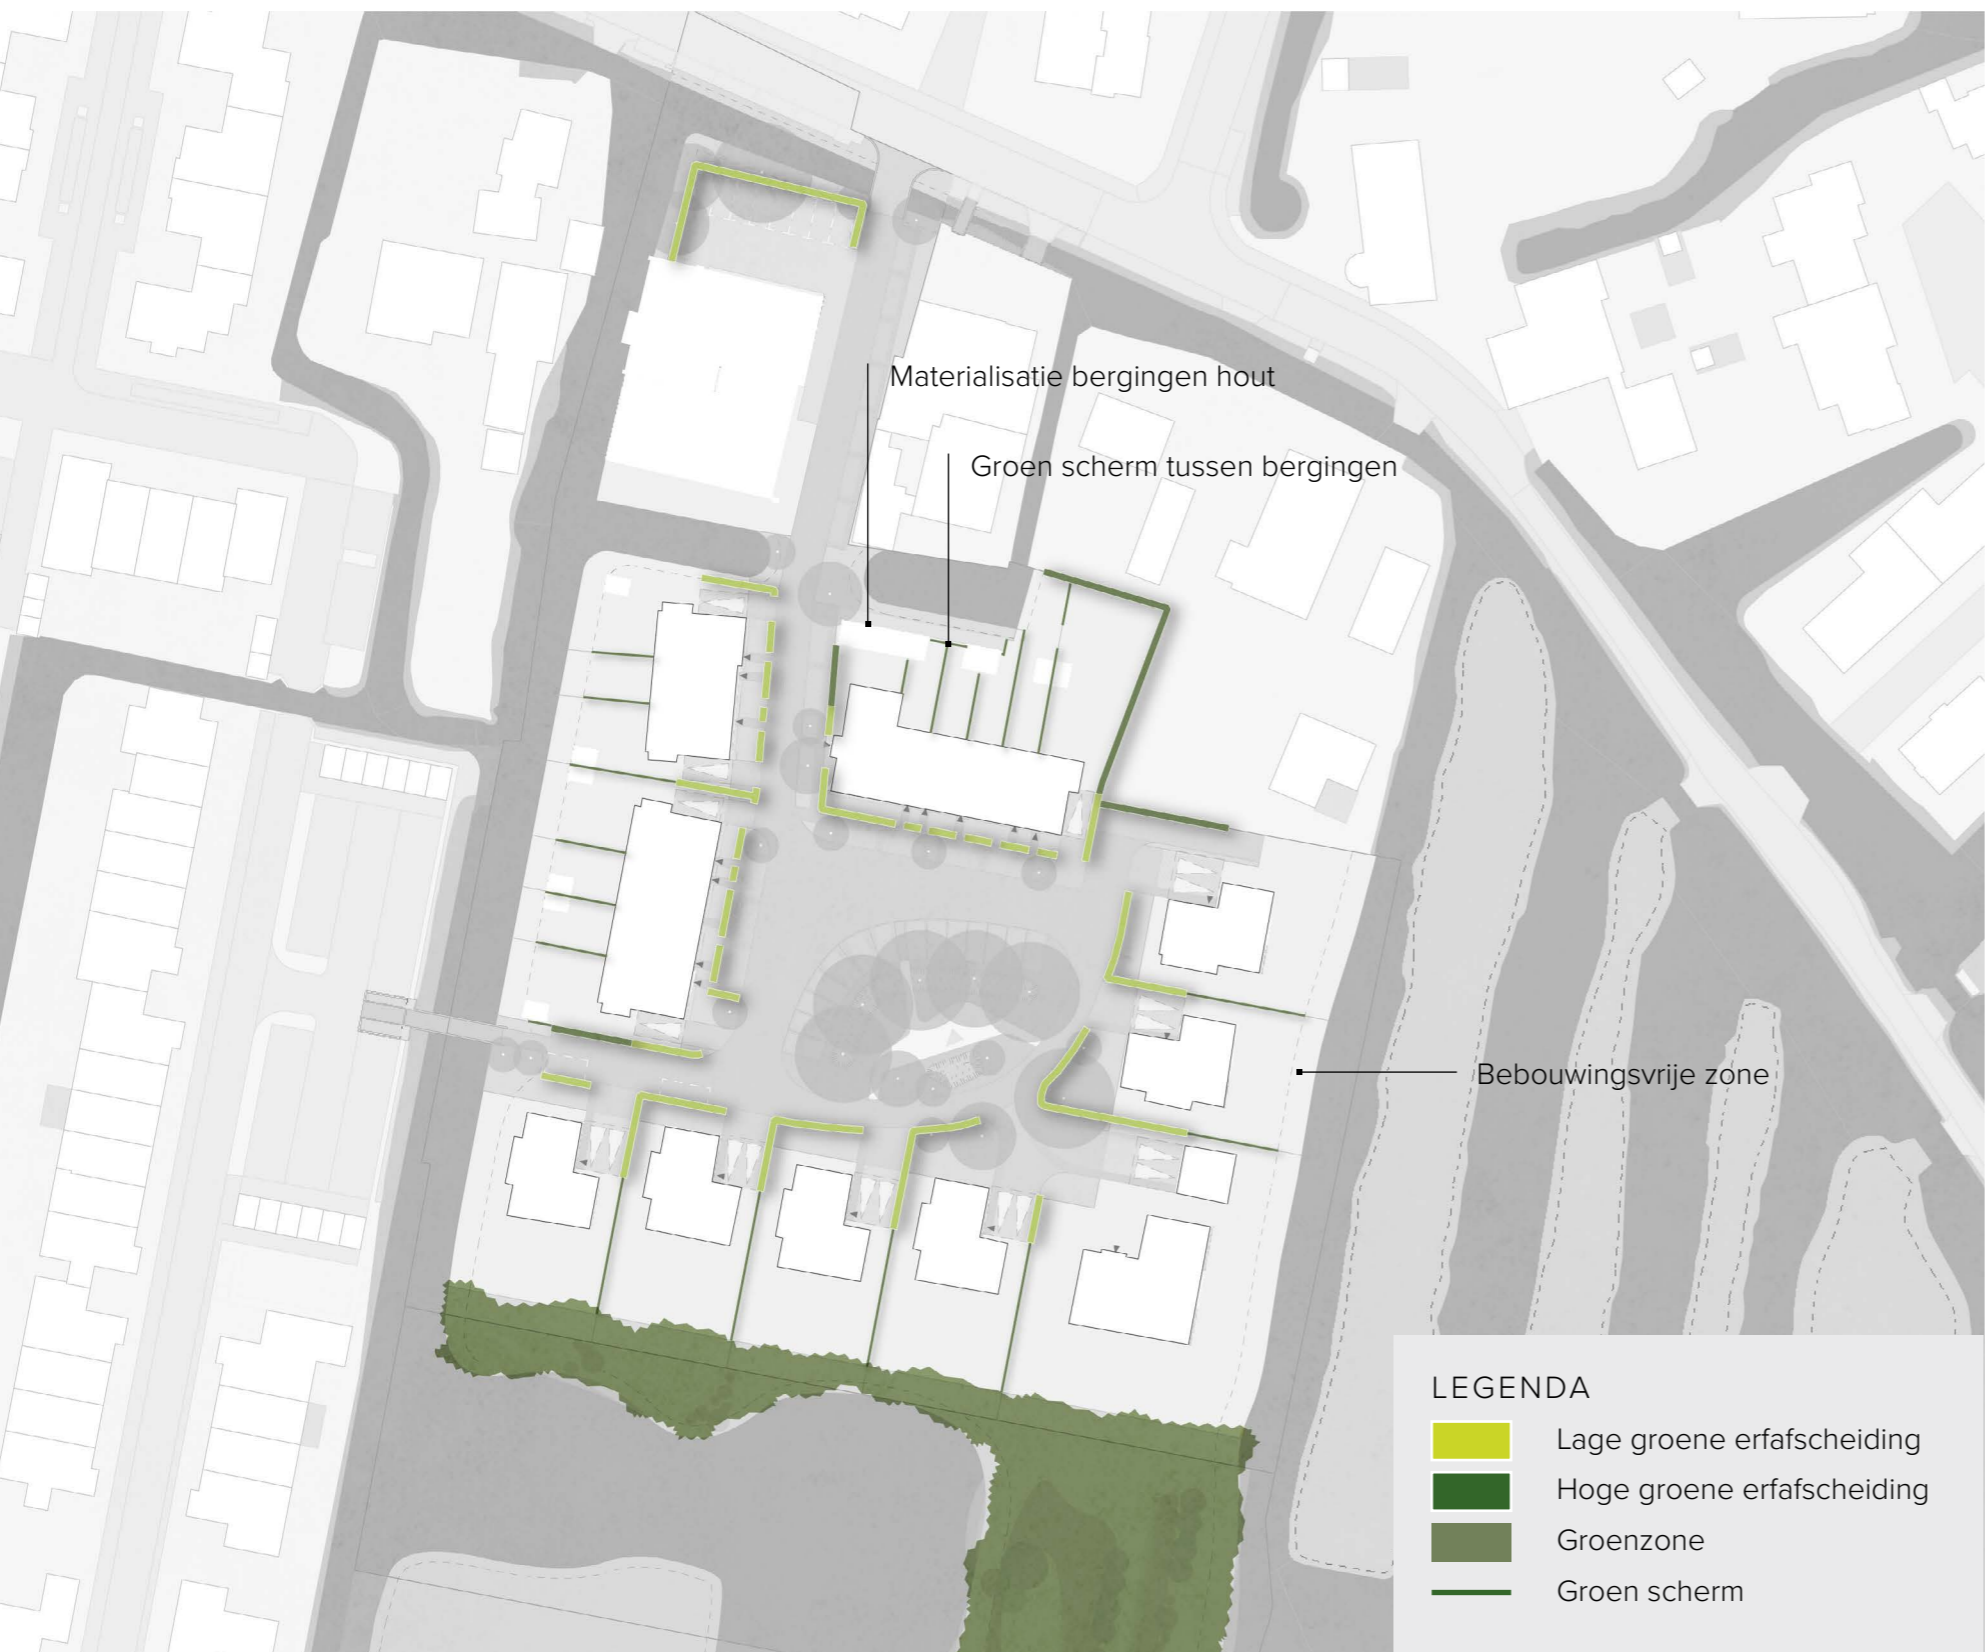 Materialisatie bergingen hout
Groen scherm tussen bergingen
Bebouwingsvrije zone
LEGENDA
Lage groene erfafscheiding
Hoge groene erfafscheiding
Groenzone
Groen scherm